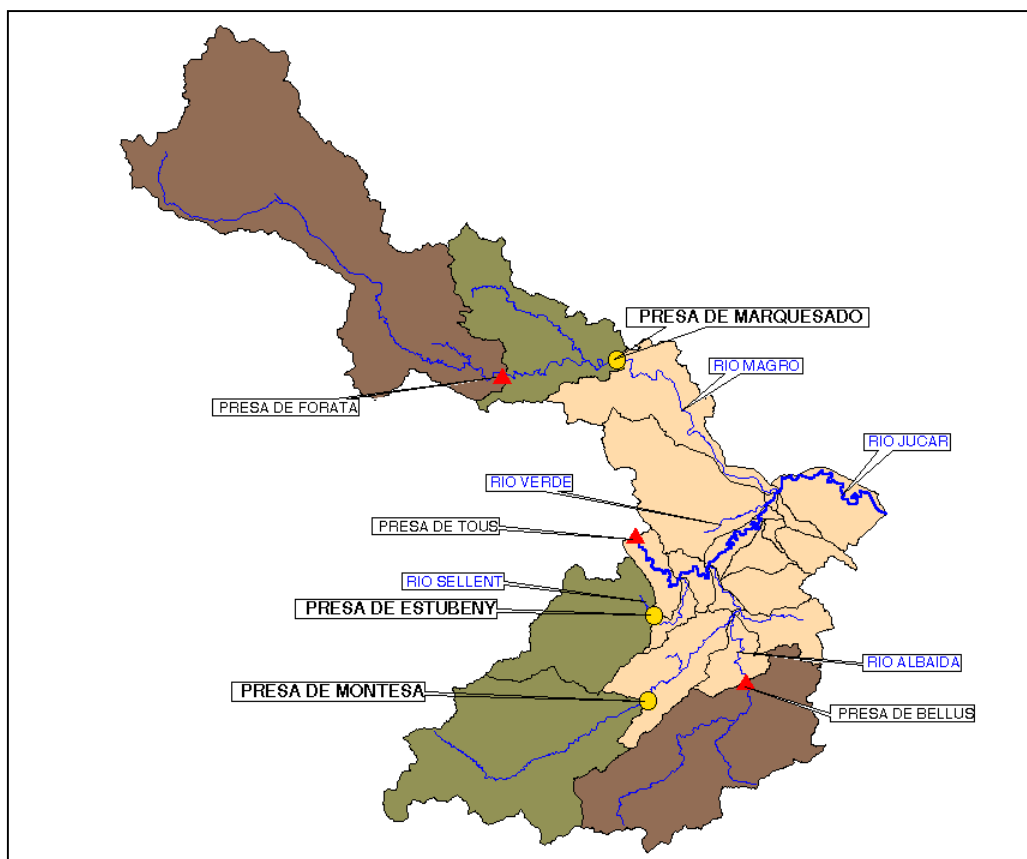 PRESA DE MARQUESADO
RIO MAGRO
PRESA DE FORATA
RIO JUCAR
RIO VERDE
PRESA DE TOUS
RIO SELLENT
PRESA DE ESTUBENY
RIO ALBAIDA
PRESA DE MONTESA
PRESA DE BELLUS